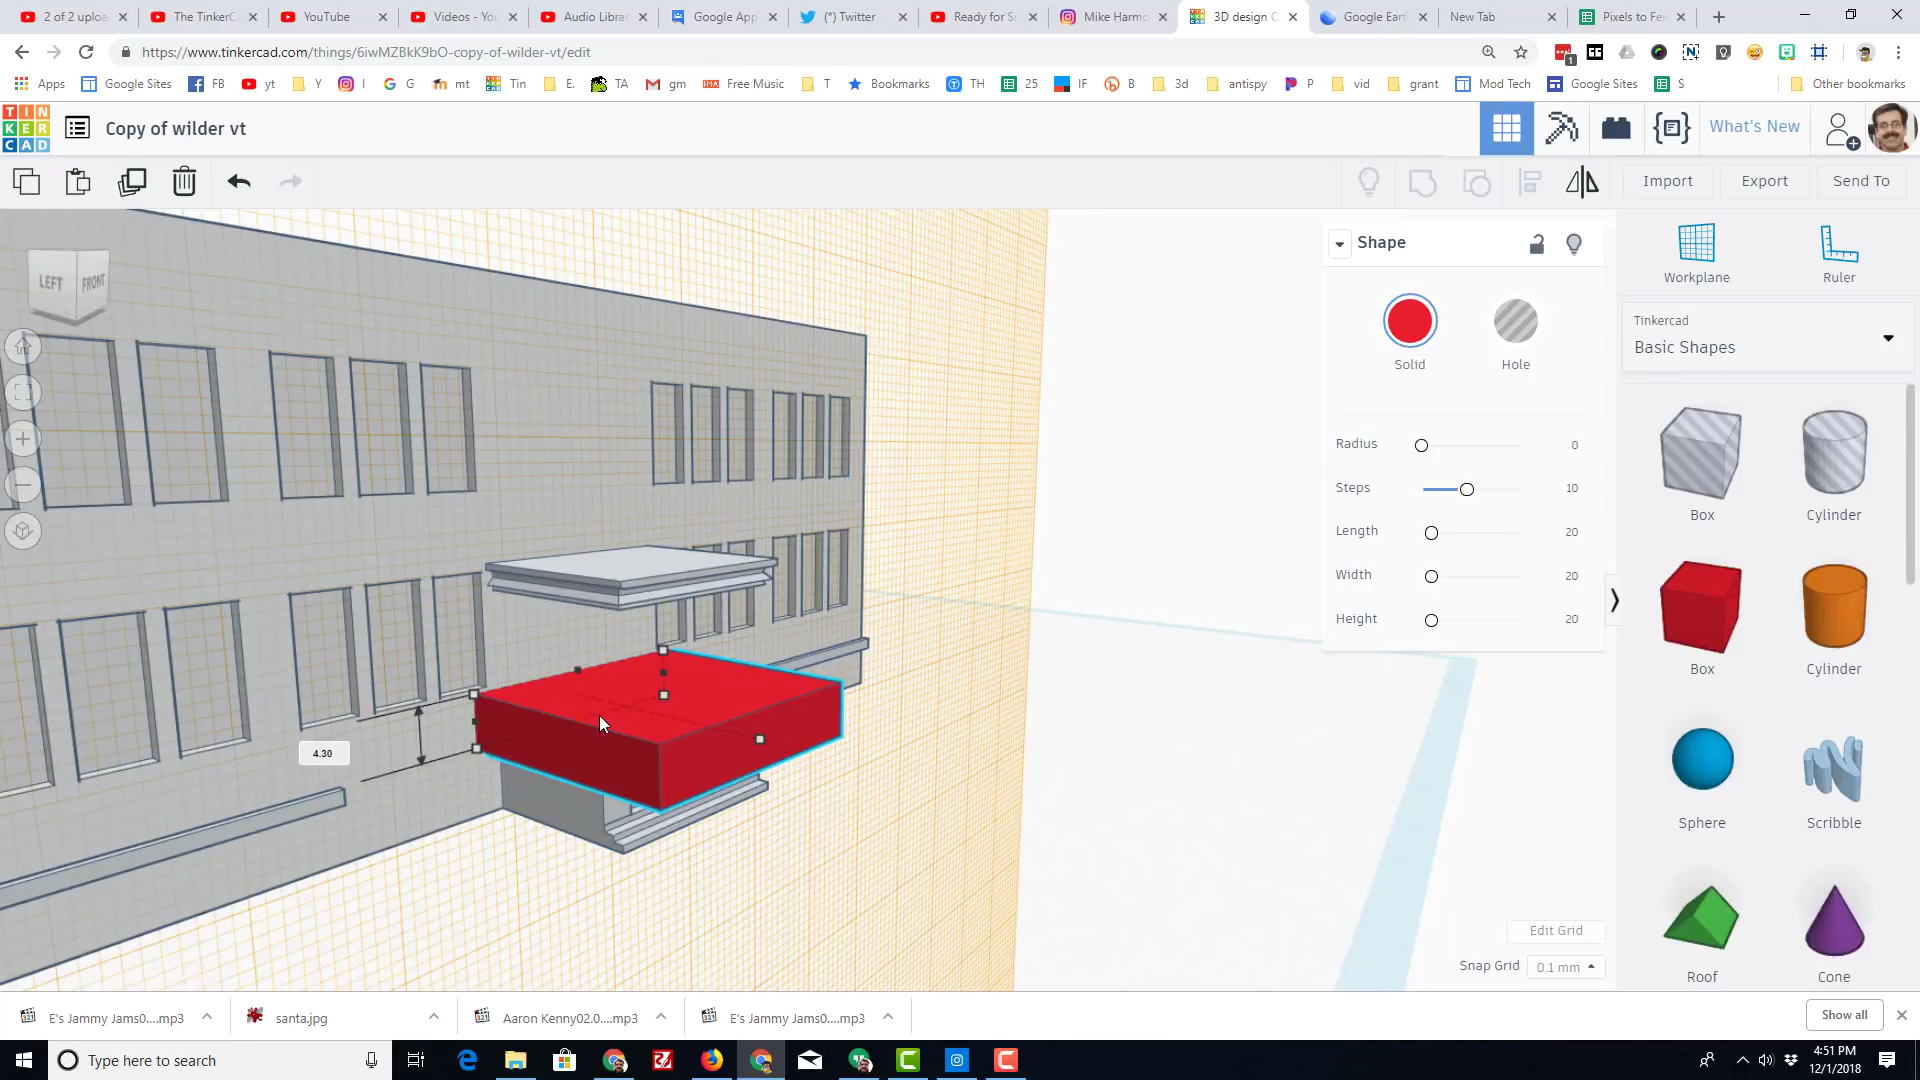 2 of 2 uploa
The TinkerCa
YouTube
Videos - You
Audio Librar
Google App
(*) Twitter
Ready for Si
Mike Harmo
3D design C
Google Earth
New Tab
Pixels to Fee
https://www.tinkercad.com/things/6iwMZBkK9bO-copy-of-wilder-vt/edit
1
Apps
Google Sites
FB
yt
Y
I
G
mt
Tin
E.
TA
gm
Free Music
T
Bookmarks
TH
25
IF
B
3d
antispy
P
vid
grant
Mod Tech
Google Sites
S
Other bookmarks
TIN
KER
CAD
Copy of wilder vt
What's New
Import
Export
Send To
LEFT
FRONT
Shape
Solid
Hole
Radius 0
Steps 10
Length 20
Width 20
Height 20
Workplane
Ruler
Tinkercad
Basic Shapes
Box
Cylinder
Box
Cylinder
Sphere
Scribble
Roof
Cone
4.30
Edit Grid
Snap Grid 0.1 mm
E's Jammy Jams0....mp3
santa.jpg
Aaron Kenny02.0....mp3
E's Jammy Jams0....mp3
Show all
Type here to search
4:51 PM
12/1/2018